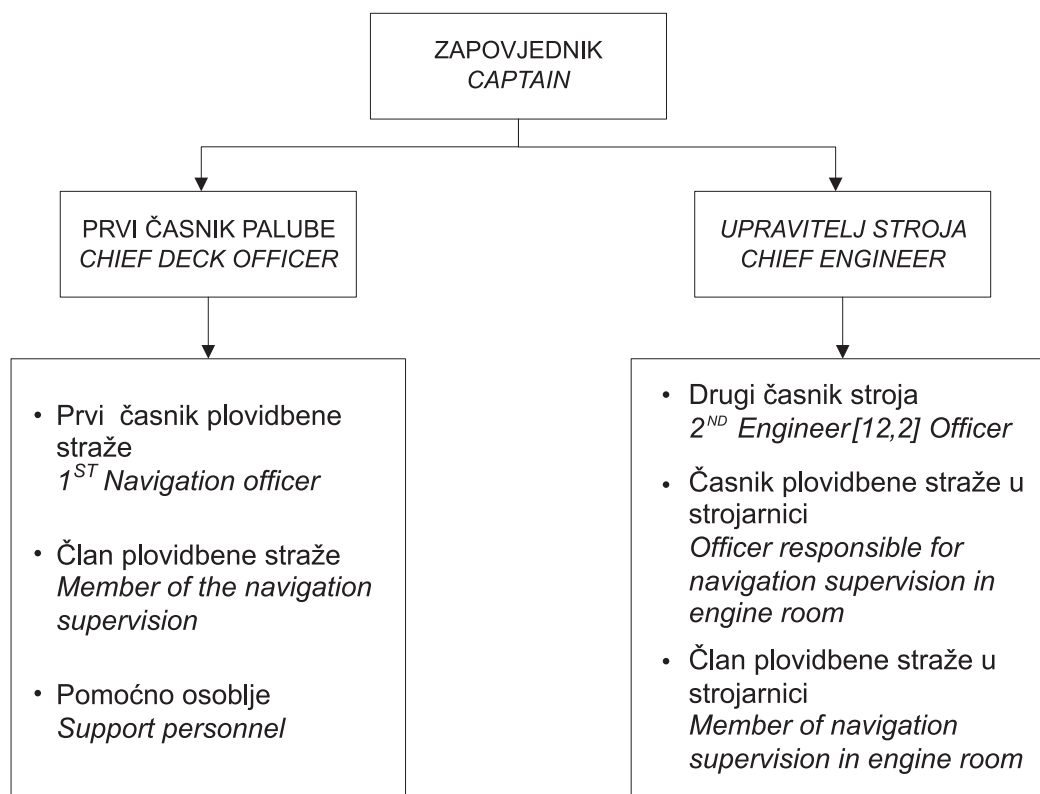 ZAPOVJEDNIK
CAPTAIN
PRVI ČASNIK PALUBE
CHIEF DECK OFFICER
UPRAVITELJ STROJA
CHIEF ENGINEER
• Prvi časnik plovidbene
straže
1ST Navigation officer
• Član plovidbene straže
Member of the navigation
supervision
• Pomoćno osoblje
Support personnel
• Drugi časnik stroja
2ND Engineer[12,2] Officer
• Časnik plovidbene straže u
strojarnici
Officer responsible for
navigation supervision in
engine room
• Član plovidbene straže u
strojarnici
Member of navigation
supervision in engine room